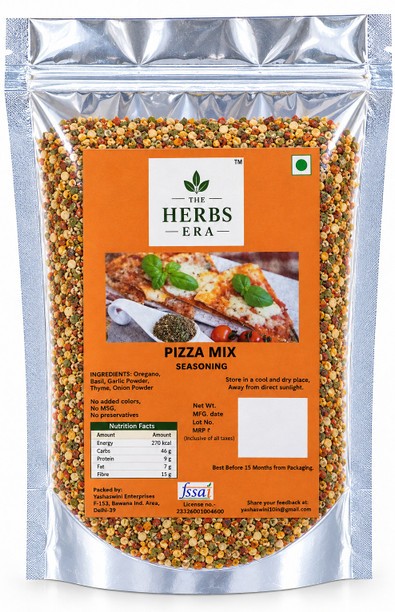 TM
THE
HERBS
ERA
PIZZA MIX
SEASONING
INGREDIENTS: Oregano,
Basil, Garlic Powder,
Thyme, Onion Powder
No added colors,
No MSG,
No preservatives
Nutrition Facts
Amount Amount
Energy 270 kcal
Carbs 46 g
Protein 9 g
Fat 7 g
Fibre 15 g
Packed by:
Yashaswini Enterprises
F-153, Bawana Ind. Area,
Delhi-39
Store in a cool and dry place,
Away from direct sunlight.
Net Wt.
MFG. date
Lot No.
MRP ₹
(Inclusive of all taxes)
Best Before 15 Months from Packaging.
fssai
License no.-
23326001004600
Share your feedback at:
yashaswini10in@gmail.com